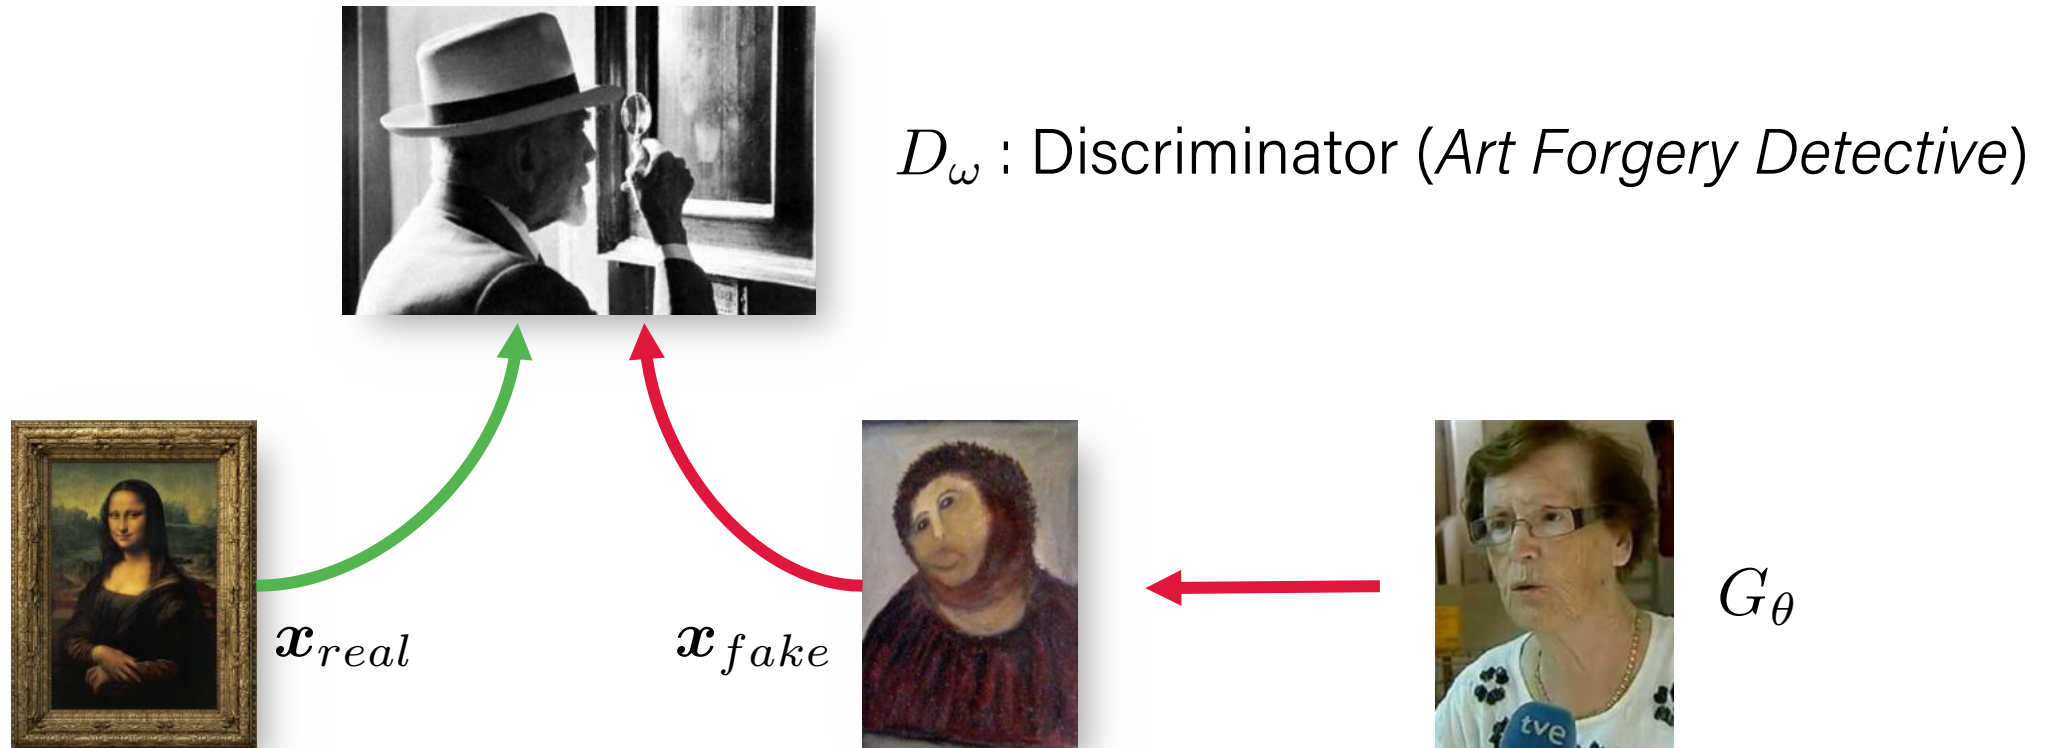 D_ω : Discriminator (Art Forgery Detective)
x_real
x_fake
G_θ
tve